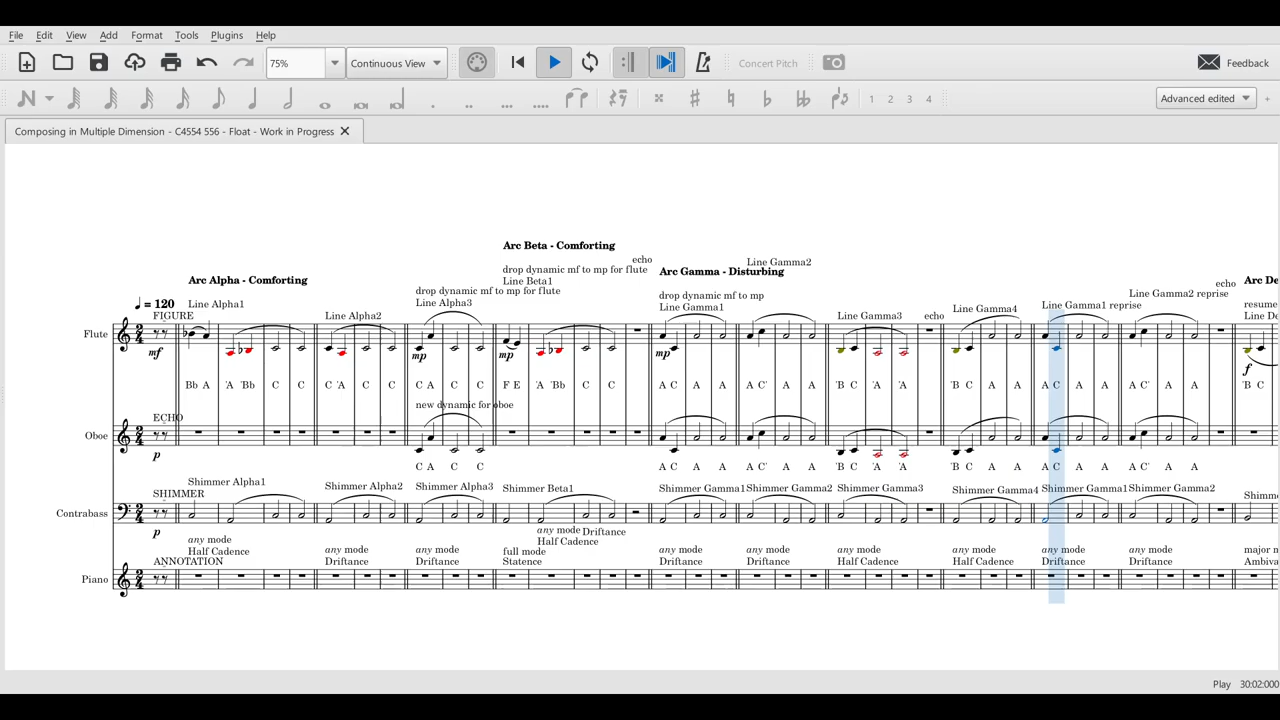 File Edit View Add Format Tools Plugins Help
75% Continuous View Concert Pitch Feedback
1 2 3 4 Advanced edited +
Composing in Multiple Dimension - C4554 556 - Float - Work in Progress
Arc Beta - Comforting
echo
Line Gamma2
drop dynamic mf to mp for flute
Arc Gamma - Disturbing
Arc Alpha - Comforting
Line Beta1
echo
Arc De
drop dynamic mf to mp for flute
drop dynamic mf to mp
Line Gamma2 reprise
= 120
Line Alpha1
Line Alpha3
Line Gamma1
Line Gamma4
Line Gamma1 reprise
resume
FIGURE
Line Alpha2
Line Gamma3
echo
Line De
Flute
mf mp mp mp f
Bb A 'A 'Bb C C C 'A C C C A C C F E 'A 'Bb C C A C A A A C' A A 'B C 'A 'A 'B C A A A C A A A C' A A 'B C
new dynamic for oboe
ECHO
Oboe
p
C A C C A C A A A C' A A 'B C 'A 'A 'B C A A A C A A A C' A A
Shimmer Alpha1 Shimmer Alpha2 Shimmer Alpha3 Shimmer Beta1 Shimmer Gamma1 Shimmer Gamma2 Shimmer Gamma3 Shimmer Gamma4 Shimmer Gamma1 Shimmer Gamma2 Shimm
SHIMMER
Contrabass
p
any mode Driftance
Half Cadence
any mode
Half Cadence
any mode any mode full mode any mode any mode any mode any mode any mode any mode major m
ANNOTATION Driftance Driftance Statence Driftance Driftance Half Cadence Half Cadence Driftance Driftance Ambiva
Piano
Play 30:02:000